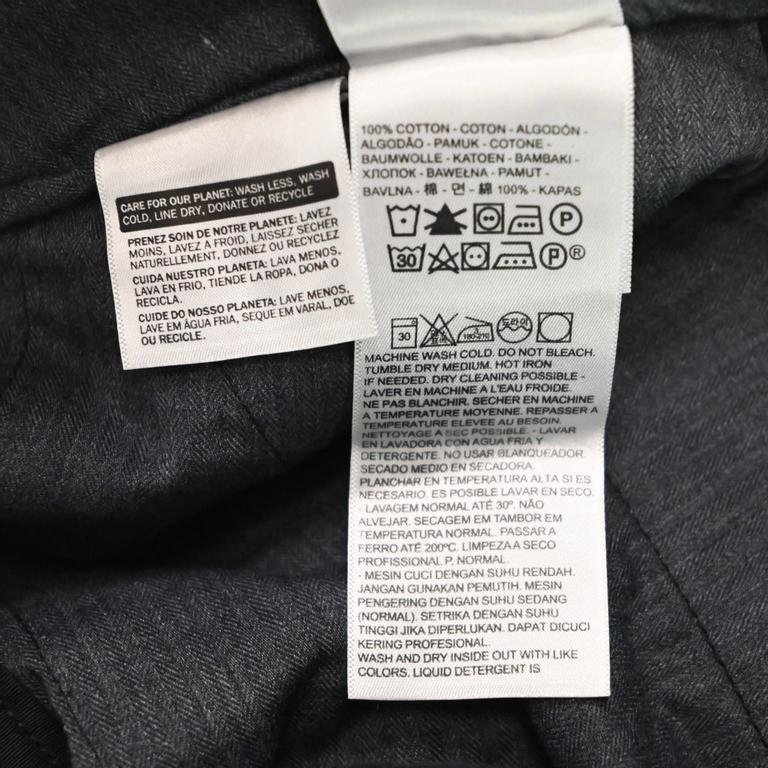 CARE FOR OUR PLANET: WASH LESS, WASH
COLD, LINE DRY, DONATE OR RECYCLE
PRENEZ SOIN DE NOTRE PLANETE: LAVEZ
MOINS, LAVEZ A FROID, LAISSEZ SECHER
NATURELLEMENT, DONNEZ OU RECYCLEZ
CUIDA NUESTRO PLANETA: LAVA MENOS,
LAVA EN FRIO, TIENDE LA ROPA, DONA O
RECICLA.
CUIDE DO NOSSO PLANETA: LAVE MENOS,
LAVE EM ÁGUA FRIA, SEQUE EM VARAL, DOE
OU RECICLE.
100% COTTON - COTON - ALGODÓN -
ALGODÃO - PAMUK - COTONE -
BAUMWOLLE - KATOEN - BAMBAKI -
ХЛОПОК - BAWEŁNA - PAMUT -
BAVLNA - 棉 - 면 - 綿 100% - KAPAS
P
30 P ®
30 180-210 드라이
MACHINE WASH COLD. DO NOT BLEACH.
TUMBLE DRY MEDIUM. HOT IRON
IF NEEDED. DRY CLEANING POSSIBLE -
LAVER EN MACHINE A L'EAU FROIDE.
NE PAS BLANCHIR. SECHER EN MACHINE
A TEMPERATURE MOYENNE. REPASSER A
TEMPERATURE ELEVEE AU BESOIN.
NETTOYAGE A SEC POSSIBLE. - LAVAR
EN LAVADORA CON AGUA FRIA Y
DETERGENTE. NO USAR BLANQUEADOR.
SECADO MEDIO EN SECADORA.
PLANCHAR EN TEMPERATURA ALTA SI ES
NECESARIO. ES POSIBLE LAVAR EN SECO.
- LAVAGEM NORMAL ATÉ 30º. NÃO
ALVEJAR. SECAGEM EM TAMBOR EM
TEMPERATURA NORMAL. PASSAR A
FERRO ATÉ 200ºC. LIMPEZA A SECO
PROFISSIONAL P, NORMAL.
- MESIN CUCI DENGAN SUHU RENDAH.
JANGAN GUNAKAN PEMUTIH. MESIN
PENGERING DENGAN SUHU SEDANG
(NORMAL). SETRIKA DENGAN SUHU
TINGGI JIKA DIPERLUKAN. DAPAT DICUCI
KERING PROFESIONAL.
WASH AND DRY INSIDE OUT WITH LIKE
COLORS. LIQUID DETERGENT IS